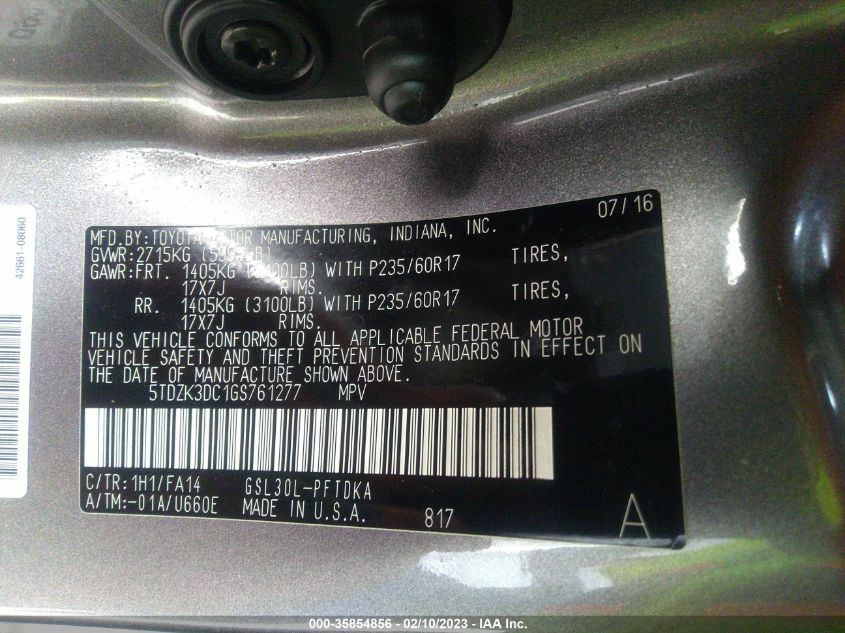 42661-08060
07/16
MFD.BY:TOYOTA MOTOR MANUFACTURING, INDIANA, INC.
GVWR:2715KG (5995LB)
GAWR:FRT. 1405KG (3100LB) WITH P235/60R17 TIRES,
17X7J RIMS.
RR. 1405KG (3100LB) WITH P235/60R17 TIRES,
17X7J RIMS.
THIS VEHICLE CONFORMS TO ALL APPLICABLE FEDERAL MOTOR
VEHICLE SAFETY AND THEFT PREVENTION STANDARDS IN EFFECT ON
THE DATE OF MANUFACTURE SHOWN ABOVE.
5TDZK3DC1GS761277 MPV
C/TR:1H1/FA14 GSL30L-PFTDKA
A/TM:-01A/U660E MADE IN U.S.A. 817 A
000-35854856 - 02/10/2023 - IAA Inc.